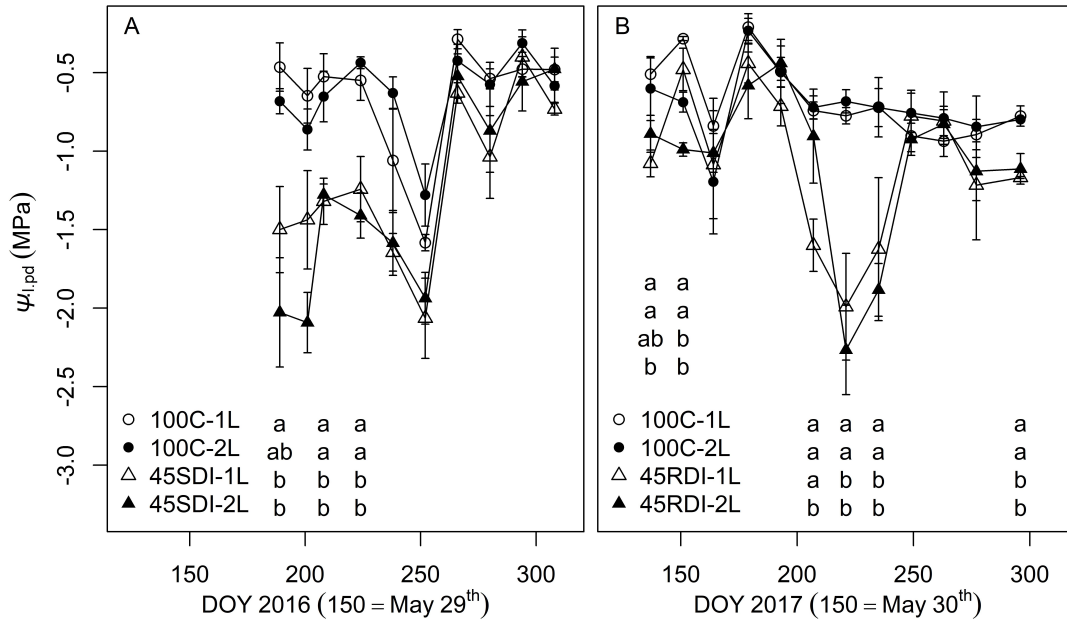 A
B
-0.5
-1.0
-1.5
-2.0
-2.5
-3.0
ψl.pd (MPa)
100C-1L a a a
100C-2L ab a a
45SDI-1L b b b
45SDI-2L b b b
a a
a a
ab b
b b
100C-1L a a a a
100C-2L a a a a
45RDI-1L a b b b
45RDI-2L b b b b
150 200 250 300
150 200 250 300
DOY 2016 (150 = May 29th)
DOY 2017 (150 = May 30th)